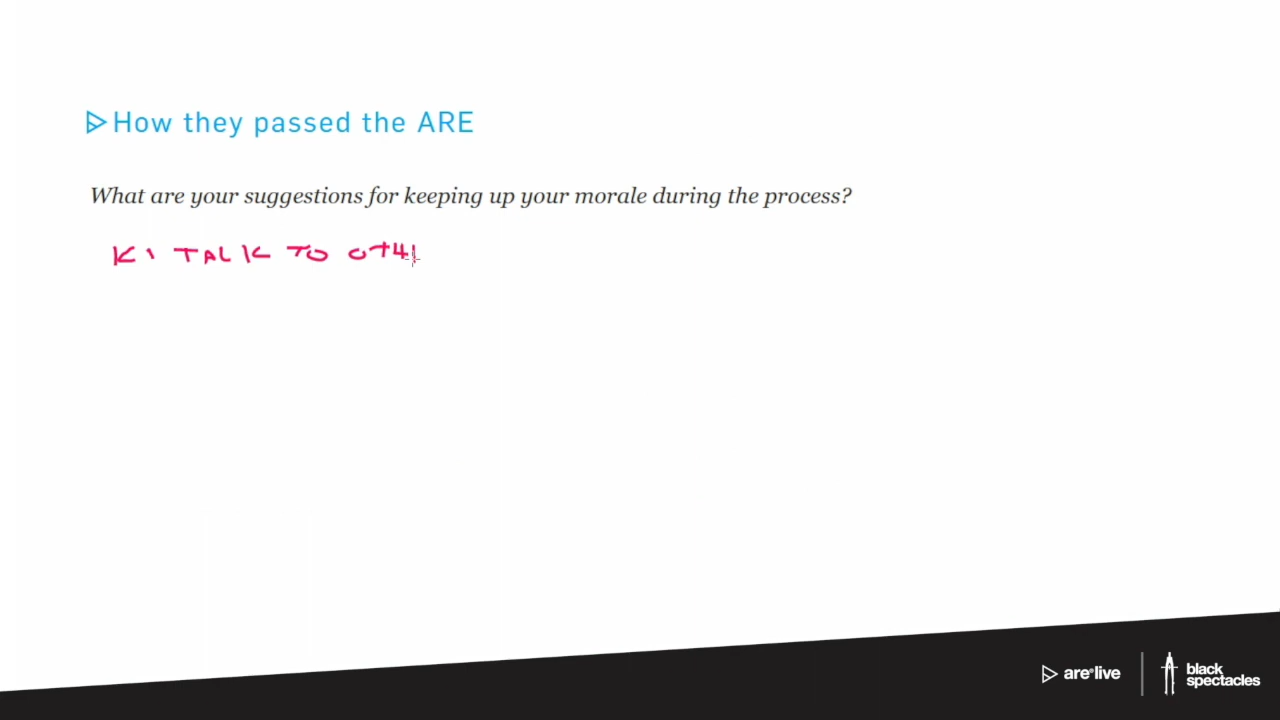 How they passed the ARE
What are your suggestions for keeping up your morale during the process?
K: TALK TO OTH
are live
black
spectacles